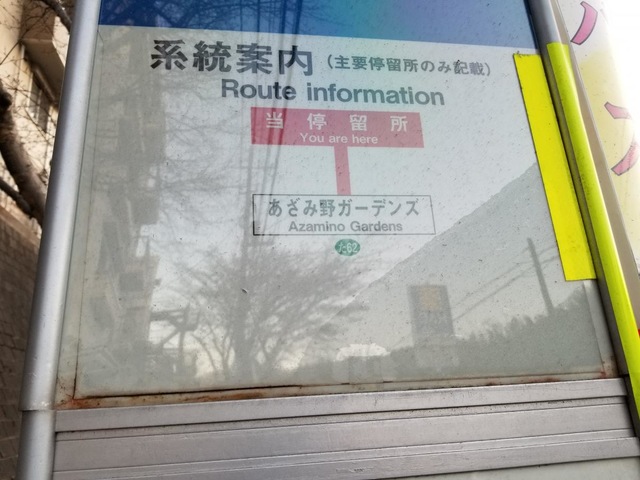 系統案内 (主要停留所のみ記載)
Route information
当停留所
You are here
あざみ野ガーデンズ
Azamino Gardens